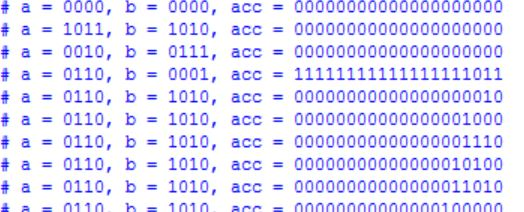 # a = 0000, b = 0000, acc = 00000000000000000000
# a = 1011, b = 1010, acc = 00000000000000000000
# a = 0010, b = 0111, acc = 00000000000000000000
# a = 0110, b = 0001, acc = 11111111111111111011
# a = 0110, b = 1010, acc = 00000000000000000010
# a = 0110, b = 1010, acc = 00000000000000001000
# a = 0110, b = 1010, acc = 00000000000000001110
# a = 0110, b = 1010, acc = 00000000000000010100
# a = 0110, b = 1010, acc = 00000000000000011010
# a = 0110, b = 1010, acc = 00000000000000100000